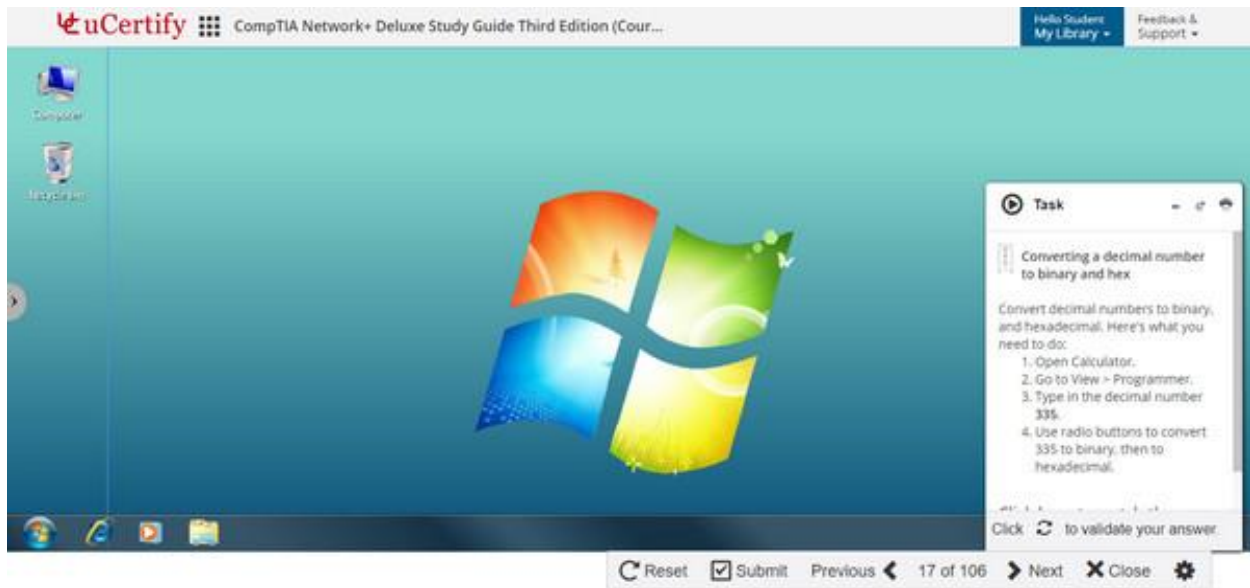 uCertify
CompTIA Network+ Deluxe Study Guide Third Edition (Cour...
Hello Student
My Library
Feedback &
Support
Computer
Task
Converting a decimal number
to binary and hex
Convert decimal numbers to binary,
and hexadecimal. Here's what you
need to do:
1. Open Calculator.
2. Go to View > Programmer.
3. Type in the decimal number
335.
4. Use radio buttons to convert
335 to binary, then to
hexadecimal.
Click to validate your answer
Reset Submit Previous 17 of 106 Next Close